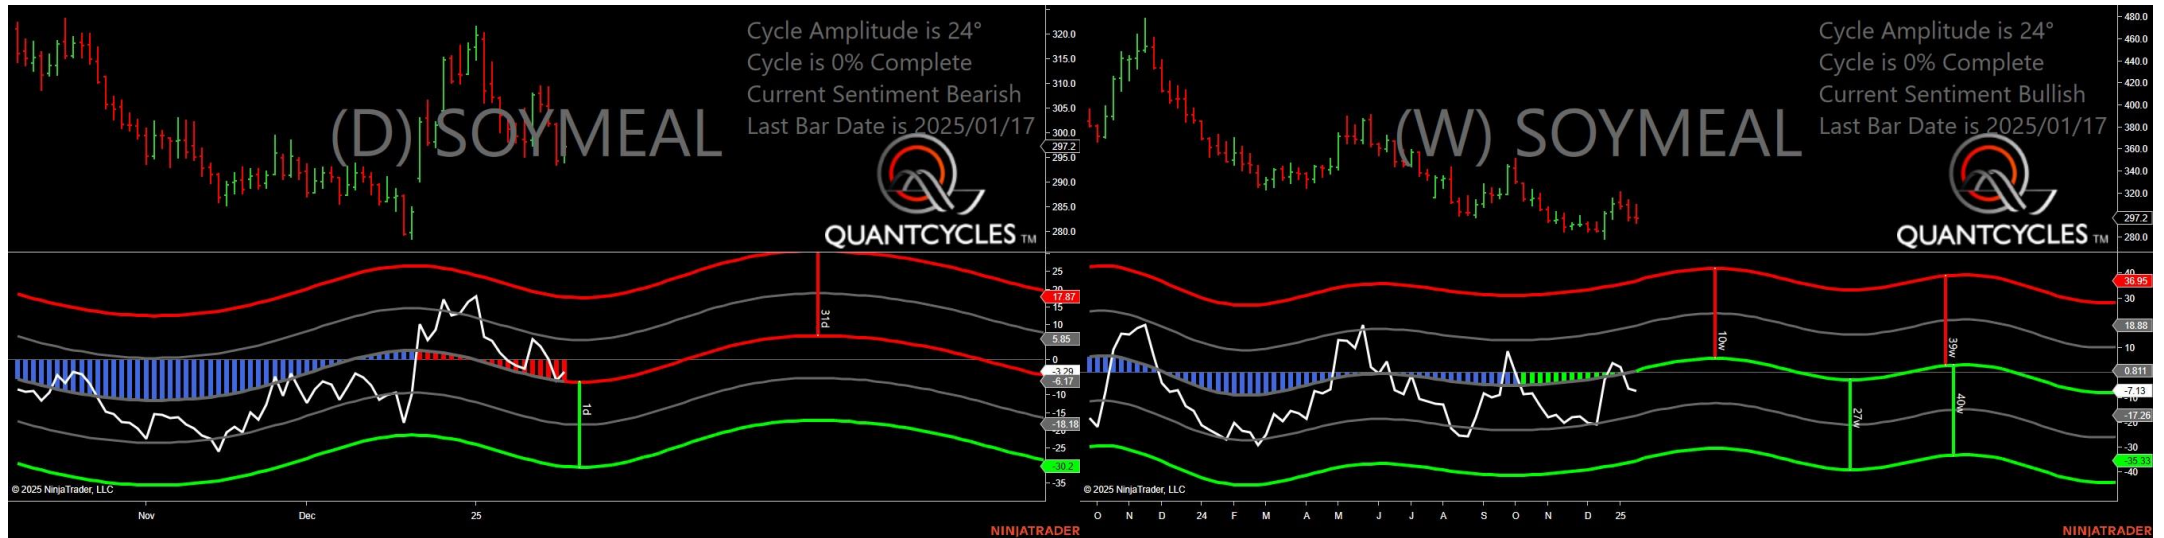 Cycle Amplitude is 24°
Cycle is 0% Complete
Current Sentiment Bearish
Last Bar Date is 2025/01/17
(D) SOYMEAL
QUANTCYCLES TM
320.0
315.0
310.0
305.0
300.0
297.2
295.0
290.0
285.0
280.0
25
20
17.87
15
10
5.85
0
-3.29
-6.17
-10
-15
-18.18
-25
-30.2
-35
31d
1d
© 2025 NinjaTrader, LLC
Nov
Dec
25
NINJATRADER
Cycle Amplitude is 24°
Cycle is 0% Complete
Current Sentiment Bullish
Last Bar Date is 2025/01/17
(W) SOYMEAL
QUANTCYCLES TM
480.0
460.0
440.0
420.0
400.0
380.0
360.0
340.0
320.0
297.2
280.0
40
36.95
30
18.88
10
0.811
-7.13
-10
-17.26
-20
-30
-35.33
-40
10w
39w
27w
40w
© 2025 NinjaTrader, LLC
O N D 24 F M A M J J A S O N D 25
NINJATRADER